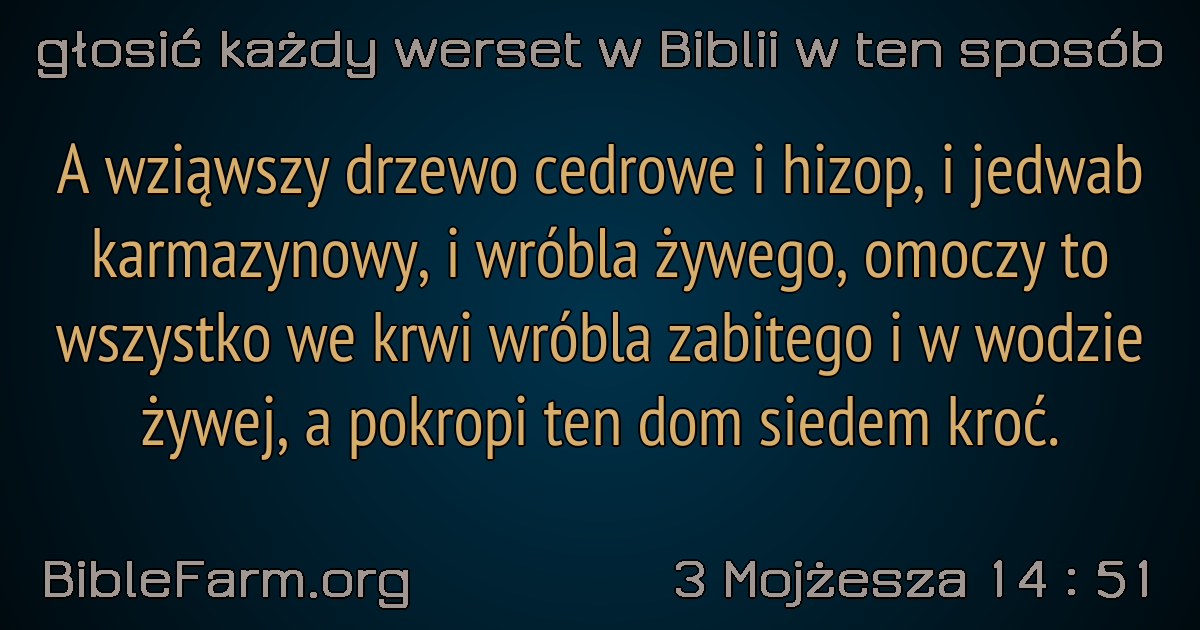 głosić każdy werset w Biblii w ten sposób
A wziąwszy drzewo cedrowe i hizop, i jedwab
karmazynowy, i wróbla żywego, omoczy to
wszystko we krwi wróbla zabitego i w wodzie
żywej, a pokropi ten dom siedem kroć.
BibleFarm.org
3 Mojżesza 14 : 51